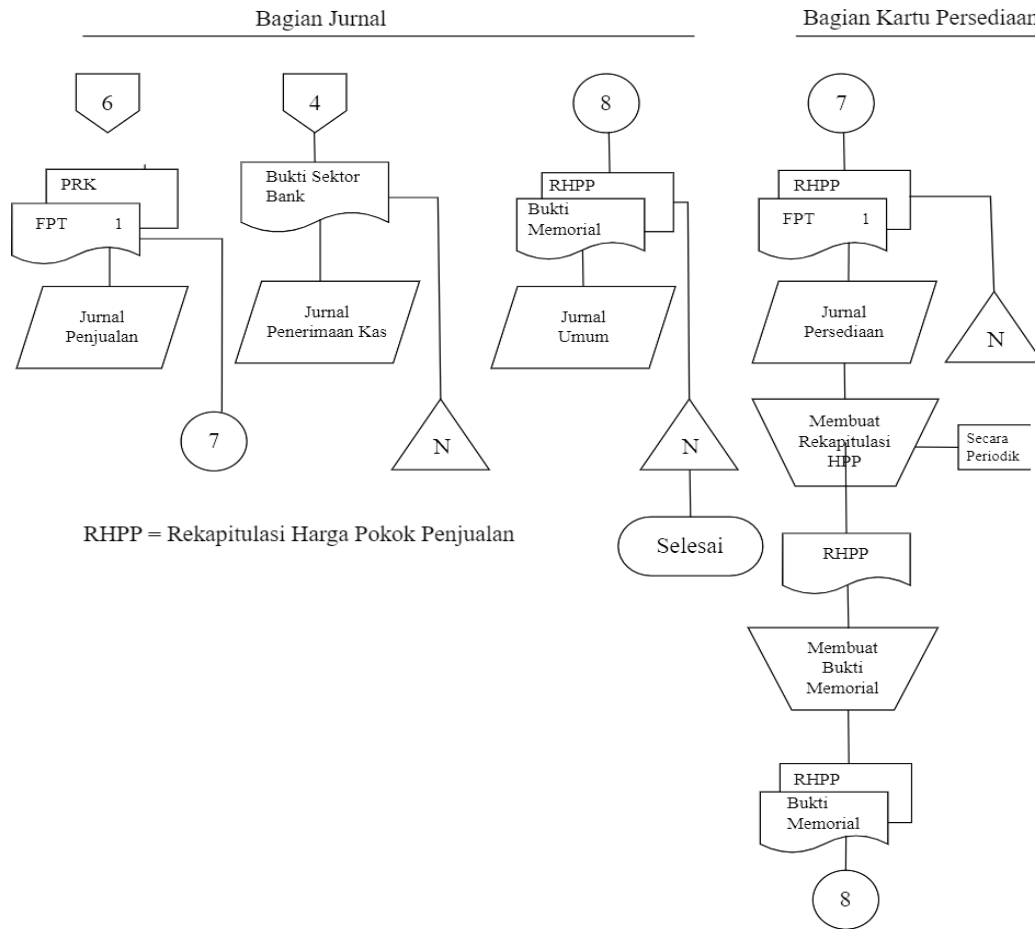 Bagian Jurnal
6
PRK
FPT 1
Jurnal
Penjualan
7
4
Bukti Sektor
Bank
Jurnal
Penerimaan Kas
N
8
RHPP
Bukti
Memorial
Jurnal
Umum
N
Selesai
RHPP = Rekapitulasi Harga Pokok Penjualan
Bagian Kartu Persediaan
7
RHPP
FPT 1
Jurnal
Persediaan
N
Membuat
Rekapitulasi
HPP
Secara
Periodik
RHPP
Membuat
Bukti
Memorial
RHPP
Bukti
Memorial
8